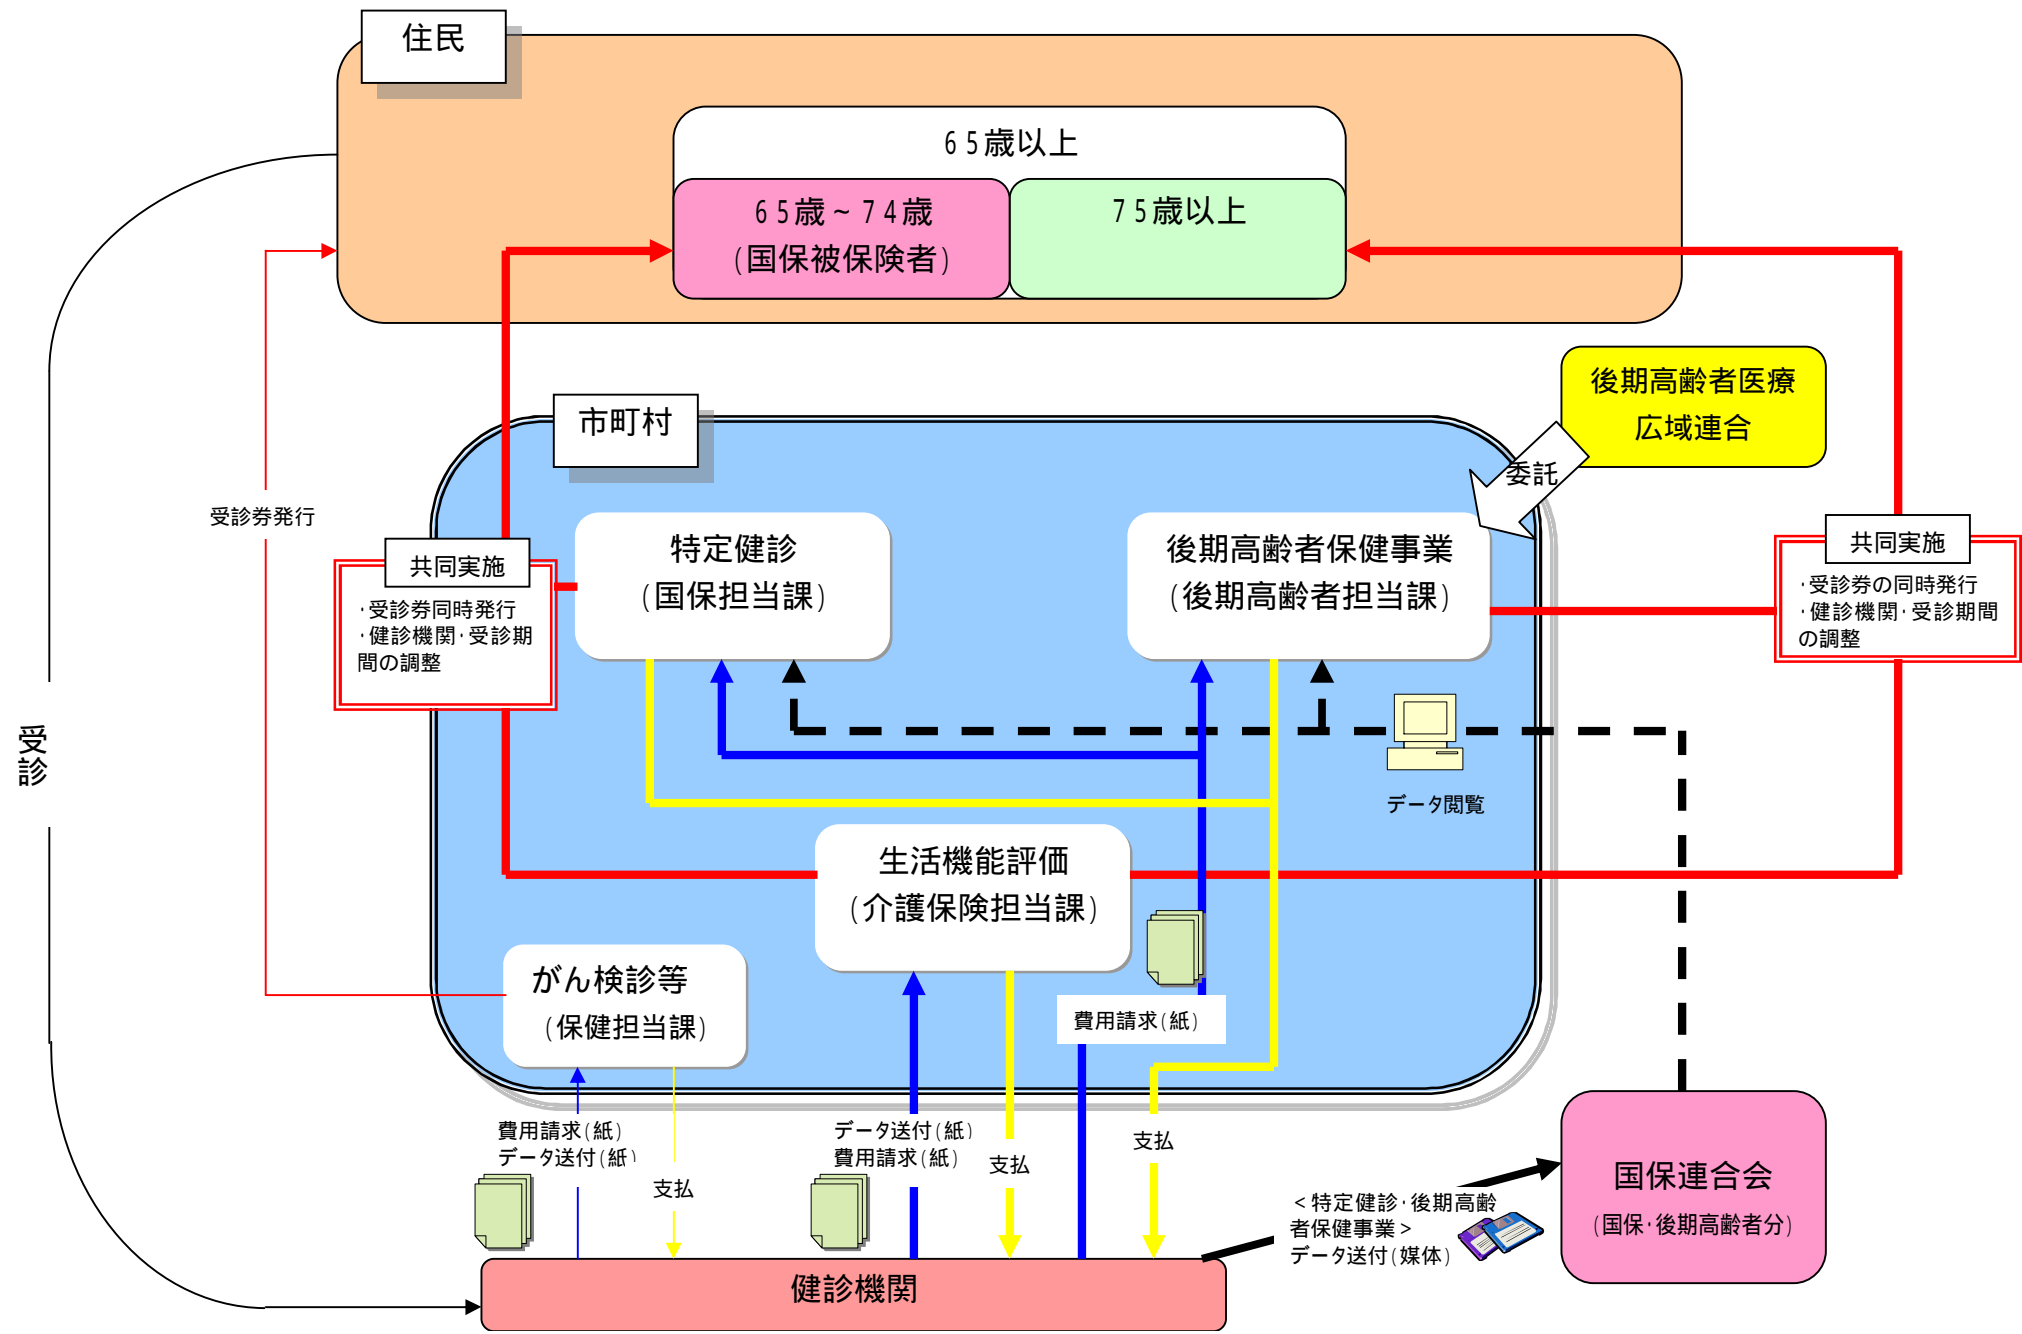 住民
65歳以上
65歳~74歳
(国保被保険者)
75歳以上
後期高齢者医療
広域連合
市町村
委託
受診券発行
共同実施
・受診券同時発行
・健診機関・受診期
間の調整
特定健診
(国保担当課)
後期高齢者保健事業
(後期高齢者担当課)
共同実施
・受診券の同時発行
・健診機関・受診期間
の調整
受診
データ閲覧
生活機能評価
(介護保険担当課)
がん検診等
(保健担当課)
費用請求(紙)
費用請求(紙)
データ送付(紙)
支払
データ送付(紙)
費用請求(紙)
支払
支払
<特定健診・後期高齢
者保健事業>
データ送付(媒体)
国保連合会
(国保・後期高齢者分)
健診機関